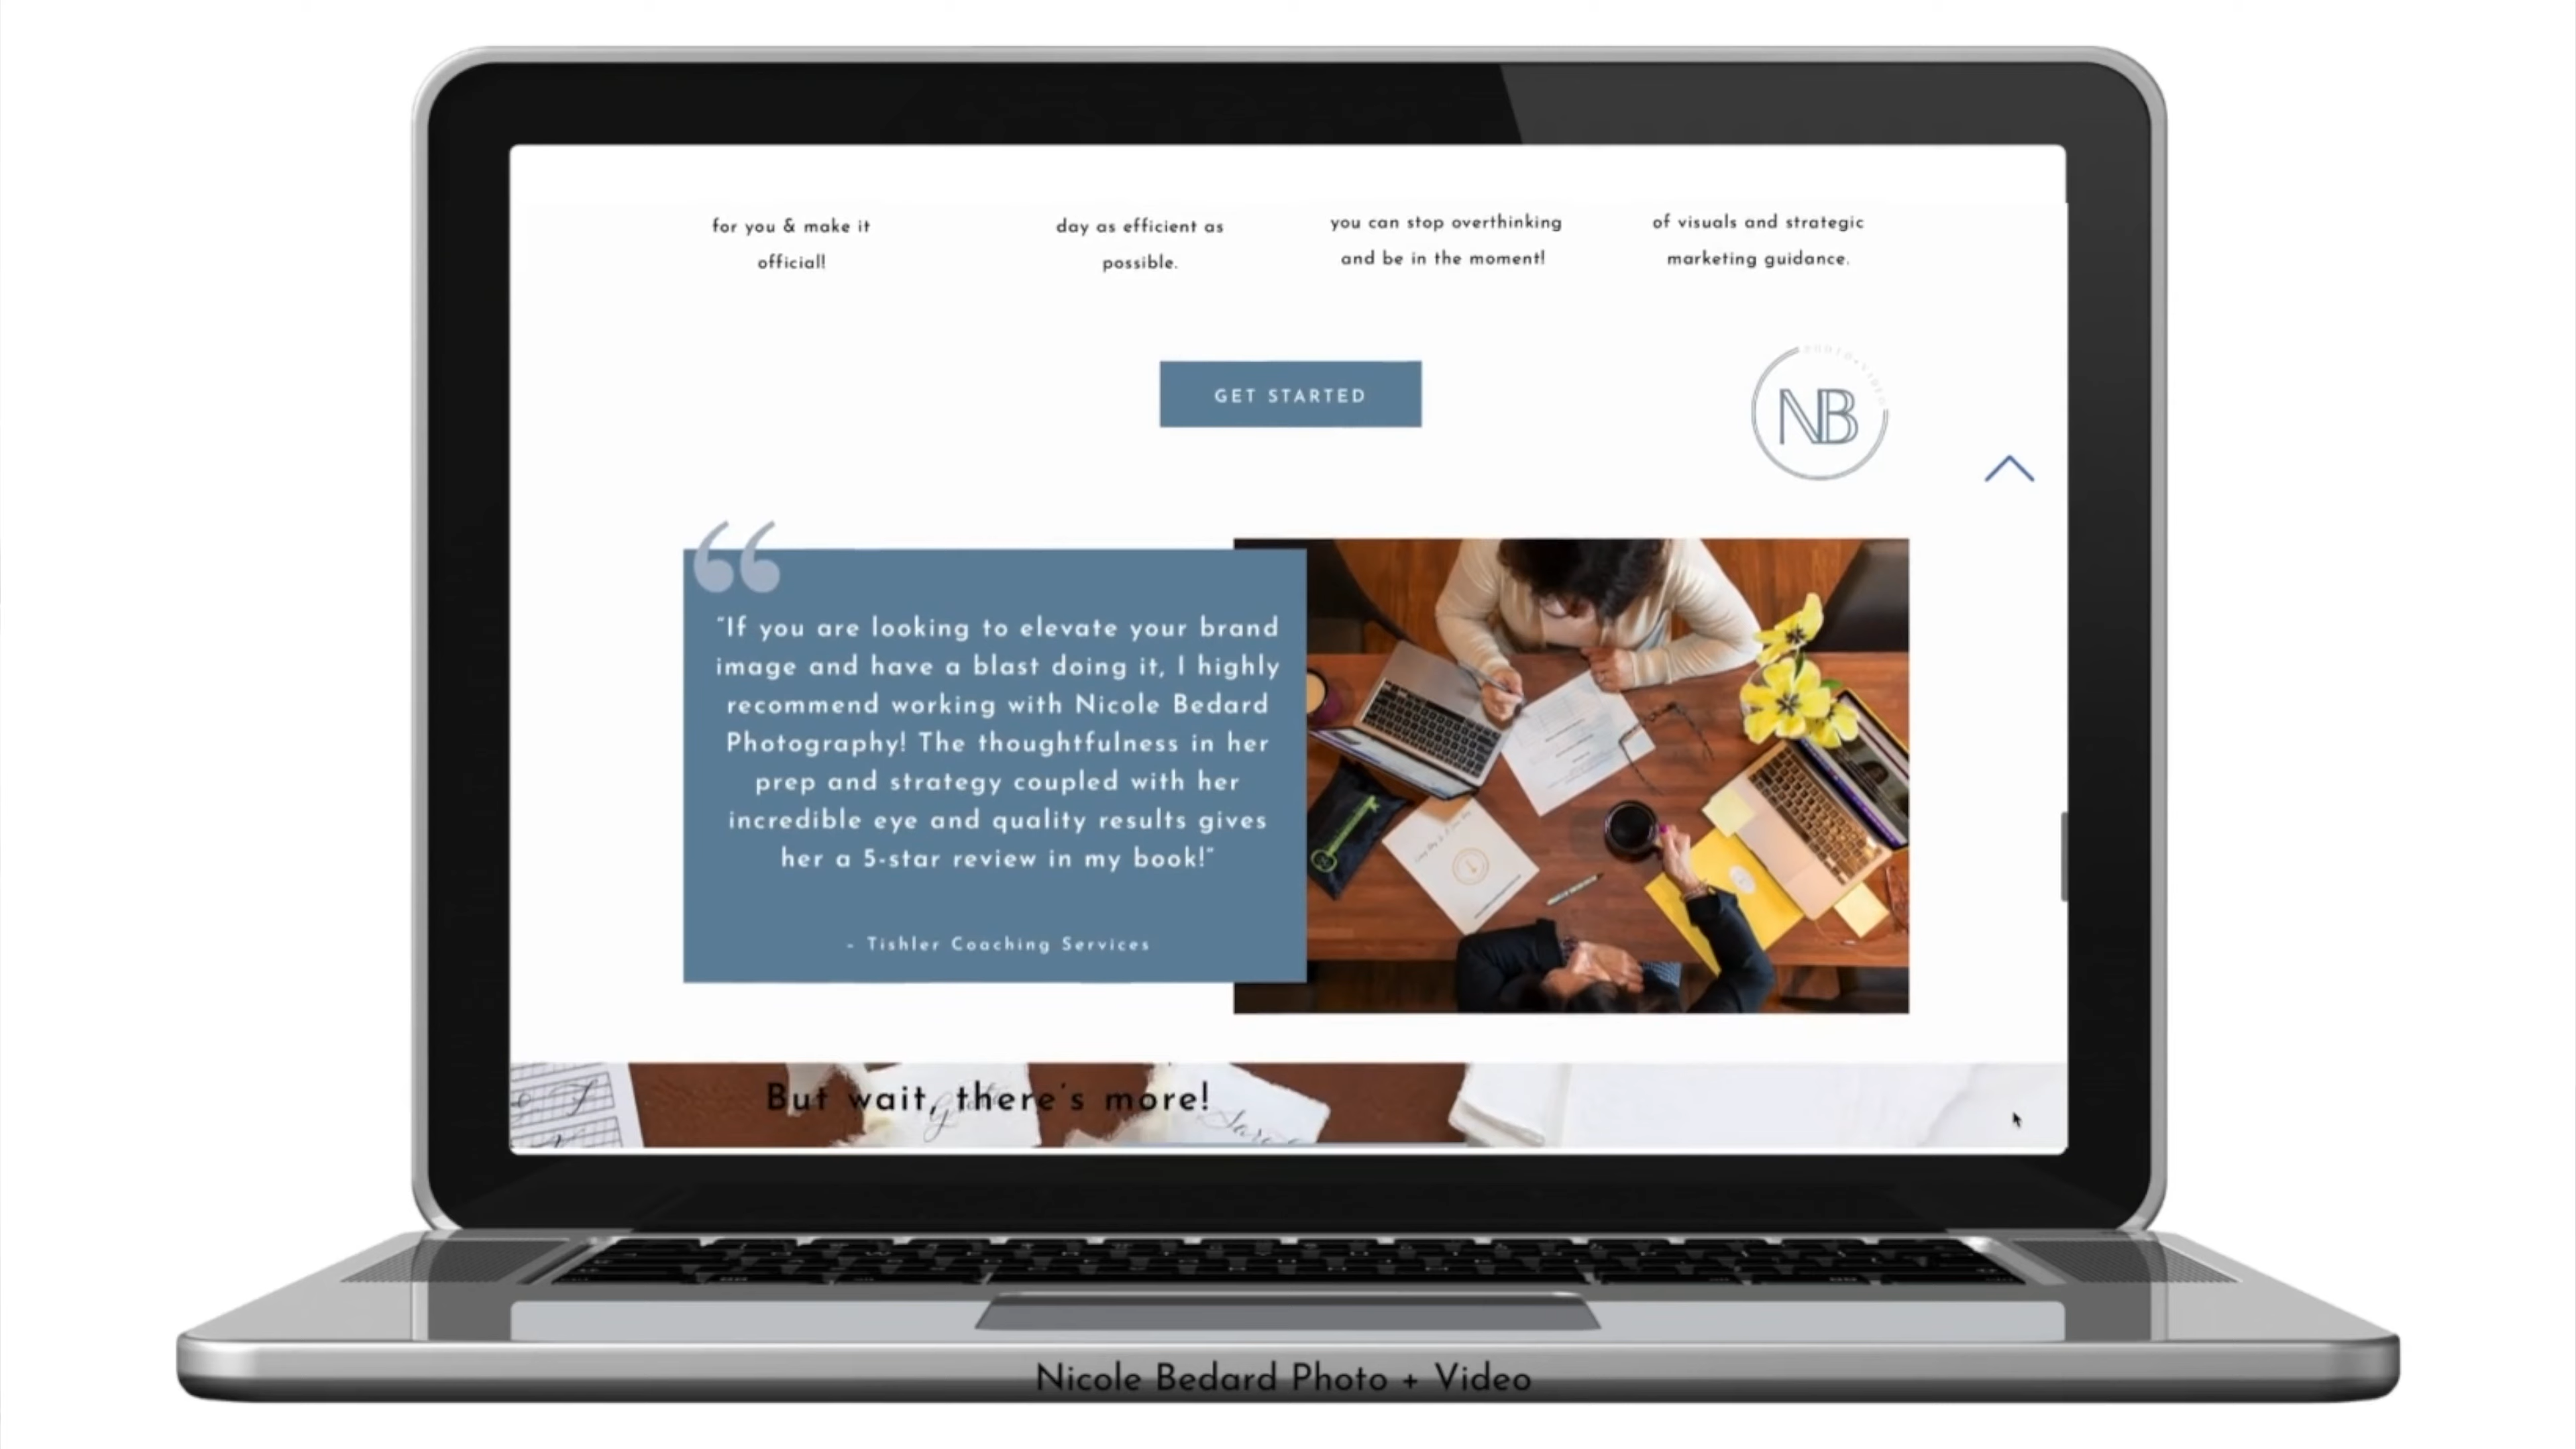 for you & make it
official!
day as efficient as
possible.
you can stop overthinking
and be in the moment!
of visuals and strategic
marketing guidance.
GET STARTED
NB
“If you are looking to elevate your brand
image and have a blast doing it, I highly
recommend working with Nicole Bedard
Photography! The thoughtfulness in her
prep and strategy coupled with her
incredible eye and quality results gives
her a 5-star review in my book!”
- Tishler Coaching Services
But wait, there's more!
Nicole Bedard Photo + Video